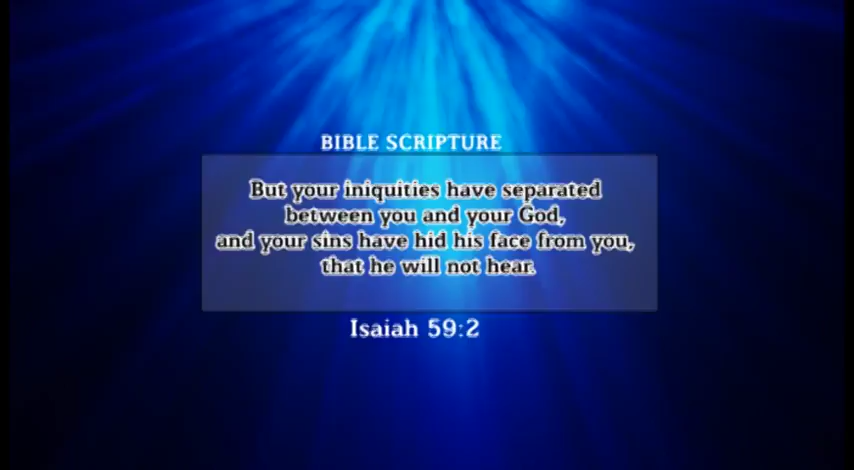 BIBLE SCRIPTURE
But your iniquities have separated
between you and your God,
and your sins have hid his face from you,
that he will not hear.
Isaiah 59:2